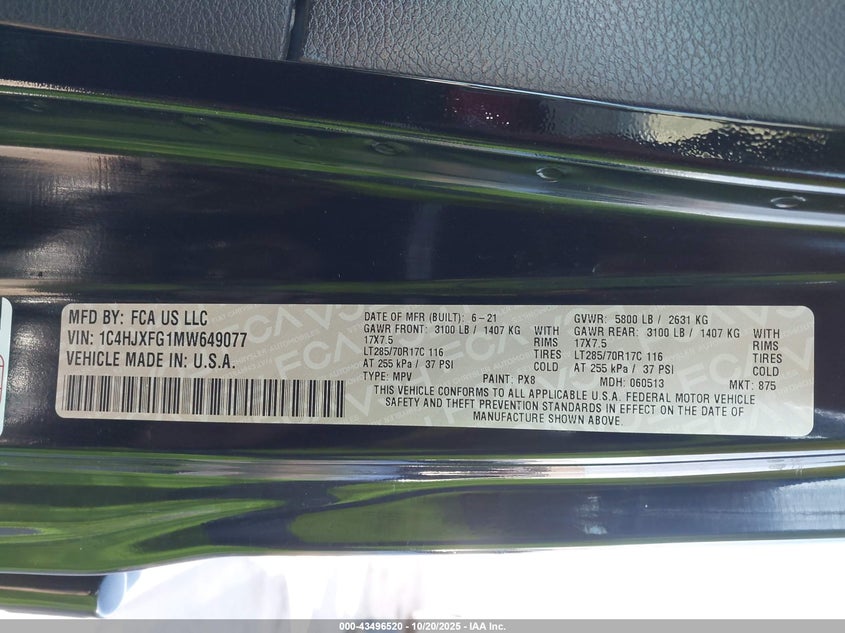 MFD BY: FCA US LLC
VIN: 1C4HJXFG1MW649077
VEHICLE MADE IN: U.S.A.
DATE OF MFR (BUILT): 6-21
GVWR: 5800 LB / 2631 KG
GAWR FRONT: 3100 LB / 1407 KG WITH
17X7.5 RIMS
LT285/70R17C 116 TIRES
AT 255 kPa / 37 PSI COLD
GAWR REAR: 3100 LB / 1407 KG WITH
17X7.5 RIMS
LT285/70R17C 116 TIRES
AT 255 kPa / 37 PSI COLD
TYPE: MPV PAINT: PX8 MDH: 060513 MKT: 875
THIS VEHICLE CONFORMS TO ALL APPLICABLE U.S.A. FEDERAL MOTOR VEHICLE
SAFETY AND THEFT PREVENTION STANDARDS IN EFFECT ON THE DATE OF
MANUFACTURE SHOWN ABOVE.
000-43496520 - 10/20/2025 - IAA Inc.